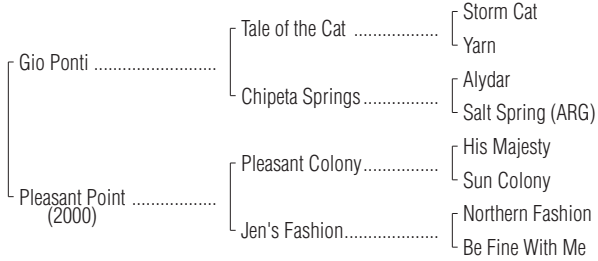 Storm Cat
Tale of the Cat ..................
Yarn
Gio Ponti ..........................
Alydar
Chipeta Springs................
Salt Spring (ARG)
His Majesty
Pleasant Colony................
Sun Colony
Pleasant Point ..................
(2000)
Northern Fashion
Jen's Fashion....................
Be Fine With Me